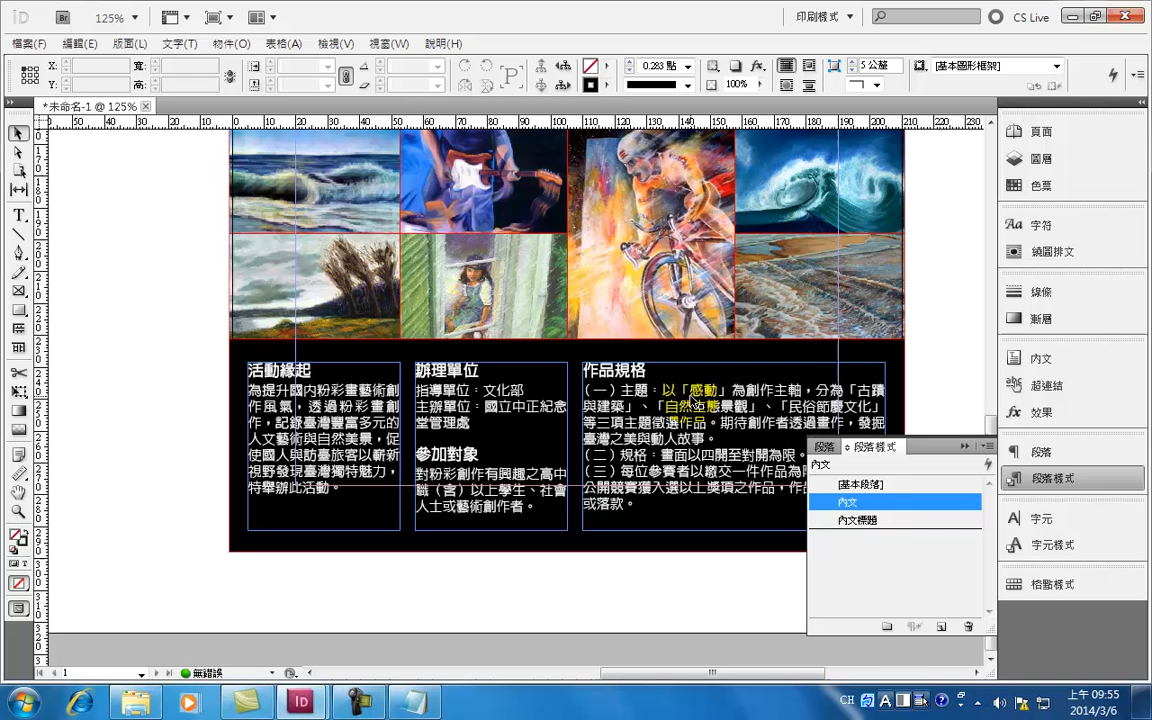 iD
Br
125%
印刷樣式
CS Live
檔案(F)
編輯(E)
版面(L)
文字(T)
物件(O)
表格(A)
檢視(V)
視窗(W)
說明(H)
X:
寬:
0.283 點
5 公釐
[基本圖形框架]
Y:
高:
100%
*未命名-1 @ 125%
活動緣起
為提升國內粉彩畫藝術創
作風氣，透過粉彩畫創
作，記錄臺灣豐富多元的
人文藝術與自然美景，促
使國人與訪臺旅客以嶄新
視野發現臺灣獨特魅力，
特舉辦此活動。
辦理單位
指導單位：文化部
主辦單位：國立中正紀念
堂管理處
參加對象
對粉彩創作有興趣之高中
職（含）以上學生、社會
人士或藝術創作者。
作品規格
（一）主題：以「感動」為創作主軸，分為「古蹟
與建築」、「自然生態景觀」、「民俗節慶文化」
等三項主題徵選作品。期待創作者透過畫作，發掘
臺灣之美與動人故事。
（二）規格：畫面以四開至對開為限。
（三）每位參賽者以繳交一件作品為限
公開競賽獲入選以上獎項之作品，作品
或落款。
段落
段落樣式
內文
[基本段落]
內文
內文標題
頁面
圖層
色票
字符
繞圖排文
線條
漸層
內文
超連結
效果
段落
段落樣式
字元
字元樣式
格點樣式
1
無錯誤
CH
上午 09:55
2014/3/6